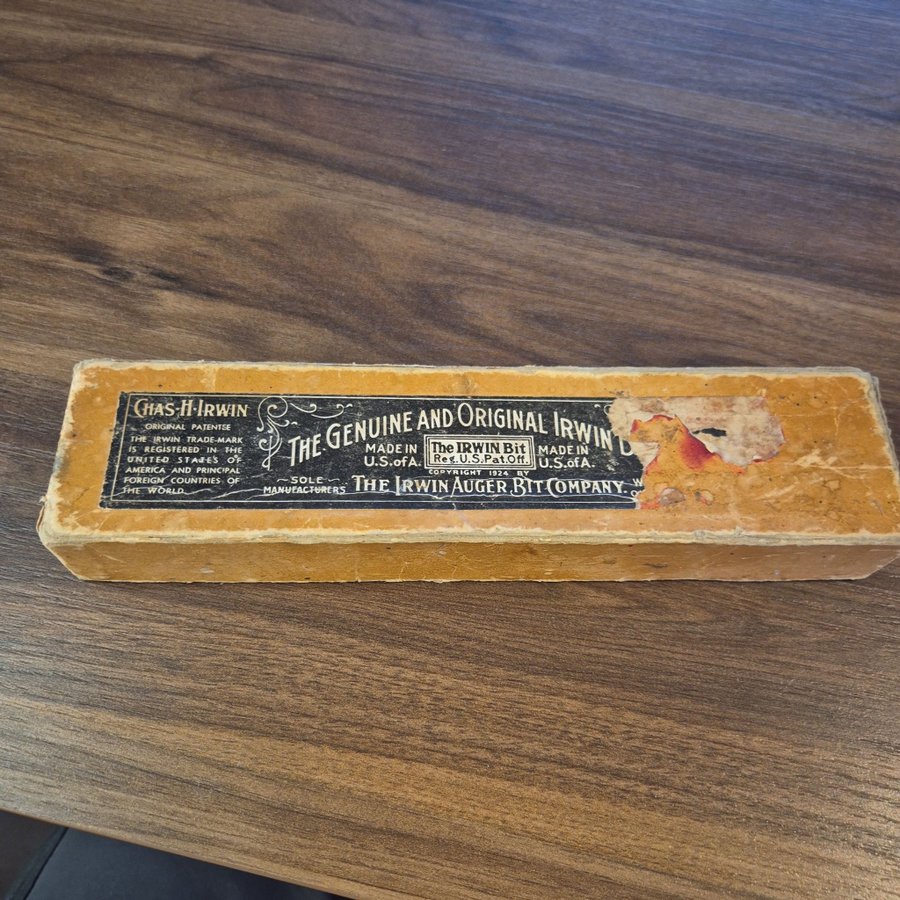 CHAS-H-IRWIN
ORIGINAL PATENTEE
THE IRWIN TRADE-MARK
IS REGISTERED IN THE
UNITED STATES OF
AMERICA AND PRINCIPAL
FOREIGN COUNTRIES OF
THE WORLD
THE GENUINE AND ORIGINAL IRWIN
MADE IN
U.S.of A.
The IRWIN Bit
Reg.U.S.Pat.Off.
MADE IN
U.S.of A.
COPYRIGHT 1924 BY
SOLE
MANUFACTURERS
THE IRWIN AUGER BIT COMPANY.